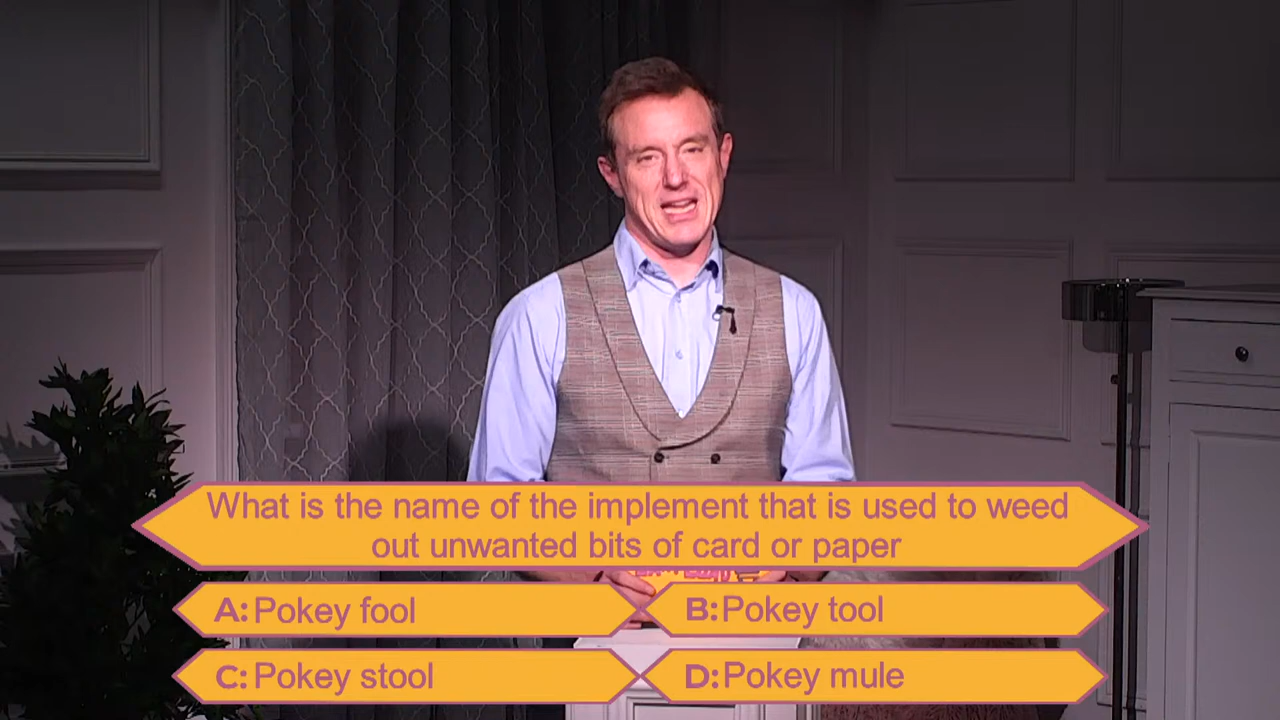 What is the name of the implement that is used to weed
out unwanted bits of card or paper
A: Pokey fool
B: Pokey tool
C: Pokey stool
D: Pokey mule